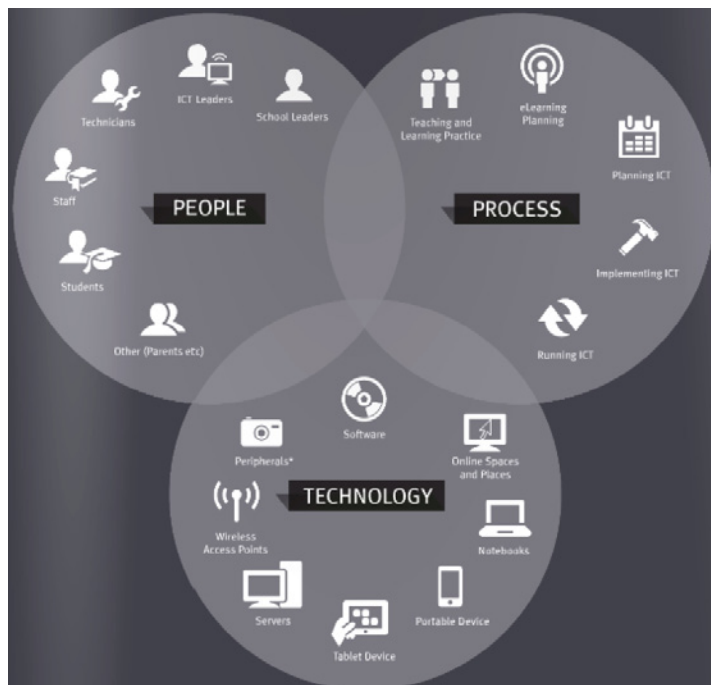 ICT Leaders
Technicians
School Leaders
Staff
PEOPLE
Students
Other (Parents etc)
eLearning
Planning
Teaching and
Learning Practice
Planning ICT
PROCESS
Implementing ICT
Running ICT
Software
Peripherals*
Online Spaces
and Places
TECHNOLOGY
Wireless
Access Points
Notebooks
Servers
Portable Device
Tablet Device